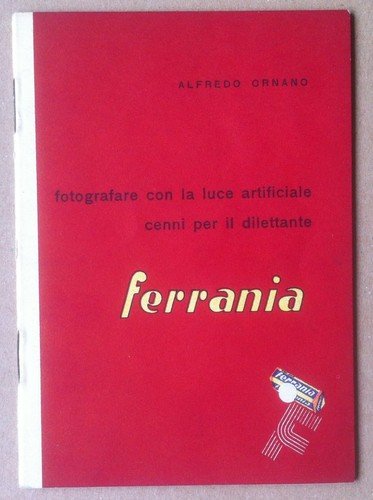 ALFREDO ORNANO
fotografare con la luce artificiale
cenni per il dilettante
ferrania
ferrania